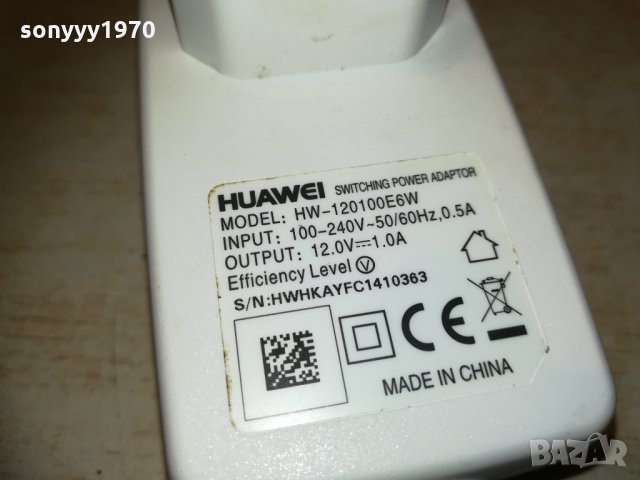 sonyyy1970
HUAWEI SWITCHING POWER ADAPTOR
MODEL: HW-120100E6W
INPUT: 100-240V~50/60Hz,0.5A
OUTPUT: 12.0V⎓1.0A
Efficiency Level Ⓥ
S/N:HWHKAYFC1410363
CE
MADE IN CHINA
BAZAR